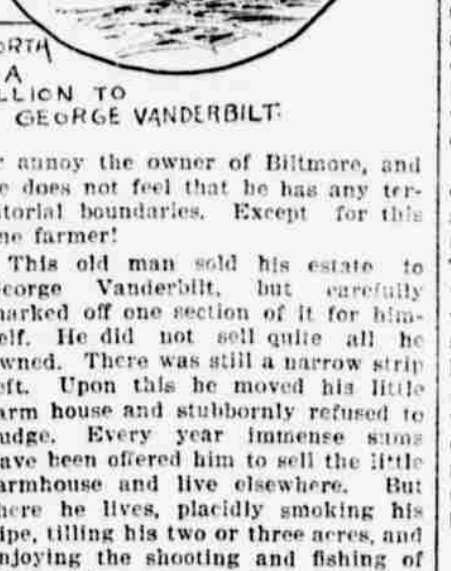 ORTH
A
LLION TO
GEORGE VANDERBILT.
r annoy the owner of Biltmore, and
e does not feel that he has any ter-
itorial boundaries. Except for this
ne farmer!
This old man sold his estate to
eorge Vanderbilt, but carefully
narked off one section of it for him-
elf. He did not sell quite all he
wned. There was still a narrow strip
eft. Upon this he moved his little
arm house and stubbornly refused to
udge. Every year immense sums
ave been offered him to sell the little
armhouse and live elsewhere. But
here he lives, placidly smoking his
ipe, tilling his two or three acres, and
njoying the shooting and fishing of